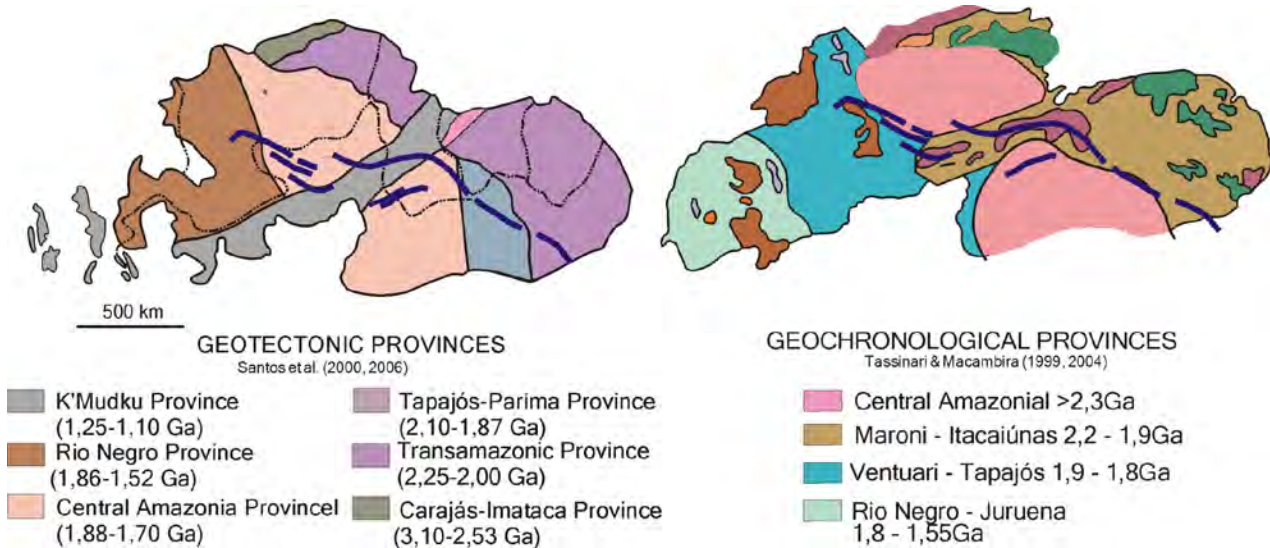 500 km
GEOTECTONIC PROVINCES
Santos et al. (2000, 2006)
K'Mudku Province
(1,25-1,10 Ga)
Rio Negro Province
(1,86-1,52 Ga)
Central Amazonia Provincel
(1,88-1,70 Ga)
Tapajós-Parima Province
(2,10-1,87 Ga)
Transamazonic Province
(2,25-2,00 Ga)
Carajás-Imataca Province
(3,10-2,53 Ga)
GEOCHRONOLOGICAL PROVINCES
Tassinari & Macambira (1999, 2004)
Central Amazonial >2,3Ga
Maroni - Itacaiúnas 2,2 - 1,9Ga
Ventuari - Tapajós 1,9 - 1,8Ga
Rio Negro - Juruena
1,8 - 1,55Ga